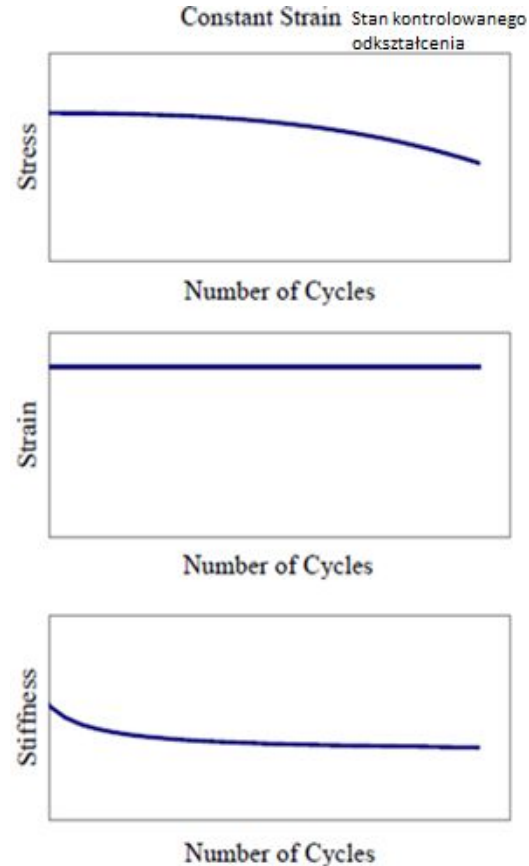 Constant Strain Stan kontrolowanego
odkształcenia
Stress
Number of Cycles
Strain
Number of Cycles
Stiffness
Number of Cycles